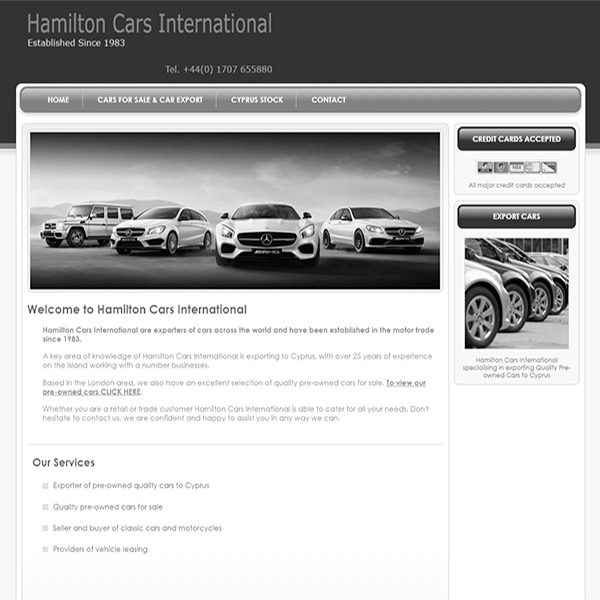 Hamilton Cars International
Established Since 1983
Tel. +44(0) 1707 655880
HOME
CARS FOR SALE & CAR EXPORT
CYPRUS STOCK
CONTACT
CREDIT CARDS ACCEPTED
All major credit cards accepted
EXPORT CARS
Hamilton Cars International
specialising in exporting Quality Pre-
owned Cars to Cyprus
Welcome to Hamilton Cars International
Hamilton Cars International are exporters of cars across the world and have been established in the motor trade
since 1983.
A key area of knowledge of Hamilton Cars International is exporting to Cyprus, with over 25 years of experience
on the island working with a number businesses.
Based in the London area, we also have an excellent selection of quality pre-owned cars for sale. To view our
pre-owned cars CLICK HERE.
Whether you are a retail or trade customer Hamilton Cars International is able to cater for all your needs. Don't
hesitate to contact us, we are confident and happy to assist you in any way we can.
Our Services
Exporter of pre-owned quality cars to Cyprus
Quality pre-owned cars for sale
Seller and buyer of classic cars and motorcycles
Providers of vehicle leasing